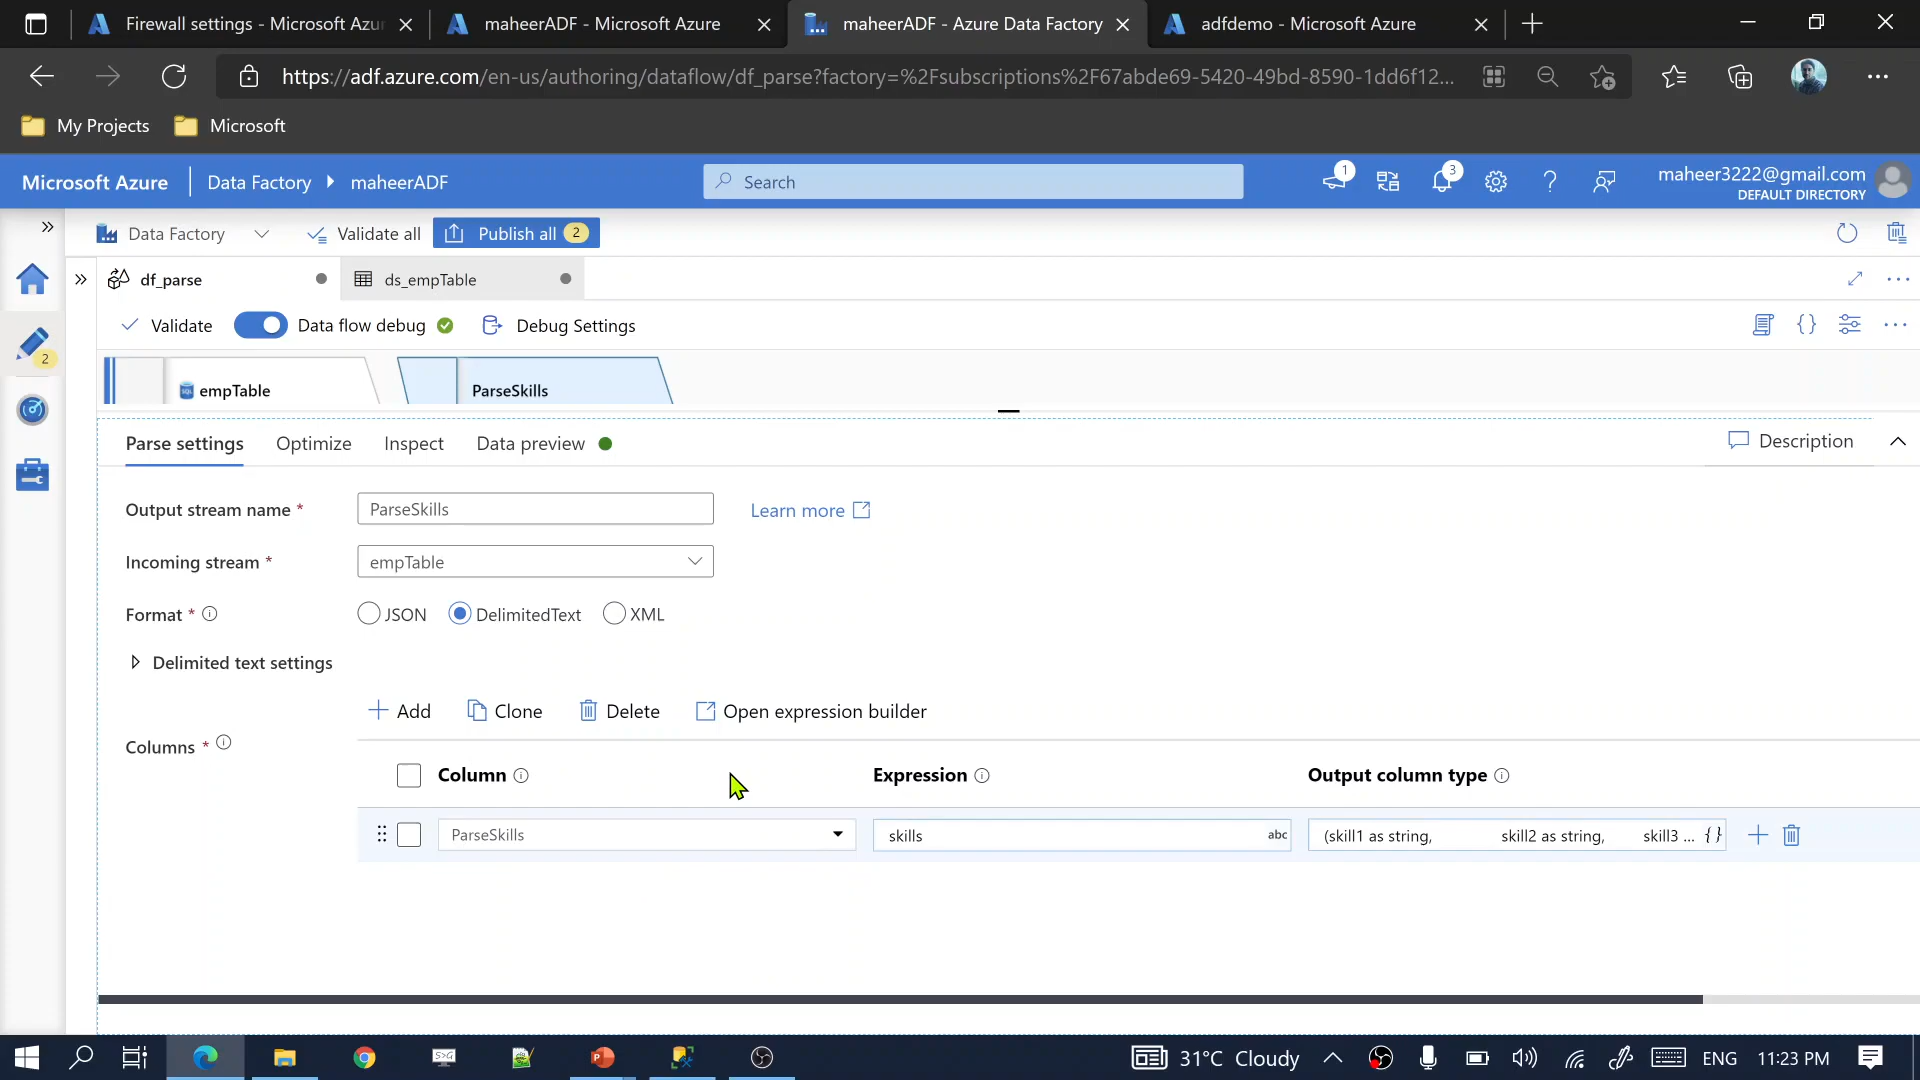 Firewall settings - Microsoft Azur
maheerADF - Microsoft Azure
maheerADF - Azure Data Factory
adfdemo - Microsoft Azure
https://adf.azure.com/en-us/authoring/dataflow/df_parse?factory=%2Fsubscriptions%2F67abde69-5420-49bd-8590-1dd6f12...
My Projects
Microsoft
Microsoft Azure
Data Factory
maheerADF
Search
1
3
maheer3222@gmail.com
DEFAULT DIRECTORY
Data Factory
Validate all
Publish all 2
df_parse
ds_empTable
Validate
Data flow debug
Debug Settings
2
SQL
empTable
ParseSkills
Parse settings
Optimize
Inspect
Data preview
Description
Output stream name *
ParseSkills
Learn more
Incoming stream *
empTable
Format *
JSON
DelimitedText
XML
Delimited text settings
Add
Clone
Delete
Open expression builder
Columns *
Column
Expression
Output column type
ParseSkills
skills
abc
(skill1 as string, skill2 as string, skill3 ... {}
31°C Cloudy
ENG
11:23 PM